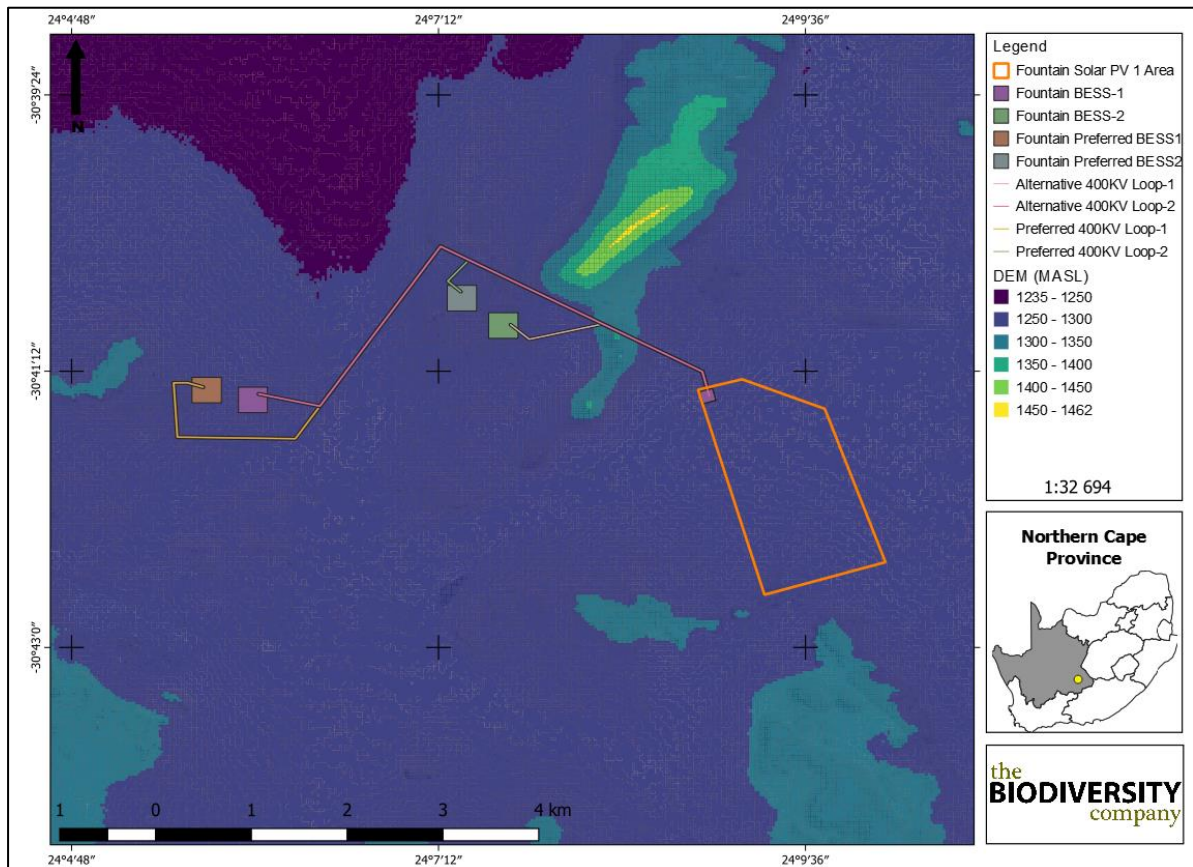 24°4'48" 24°7'12" 24°9'36"
-30°39'24"
-30°41'12"
-30°43'0"
N
1 0 1 2 3 4 km
24°4'48" 24°7'12" 24°9'36"
Legend
Fountain Solar PV 1 Area
Fountain BESS-1
Fountain BESS-2
Fountain Preferred BESS1
Fountain Preferred BESS2
Alternative 400KV Loop-1
Alternative 400KV Loop-2
Preferred 400KV Loop-1
Preferred 400KV Loop-2
DEM (MASL)
1235 - 1250
1250 - 1300
1300 - 1350
1350 - 1400
1400 - 1450
1450 - 1462
1:32 694
Northern Cape
Province
the
BIODIVERSITY
company